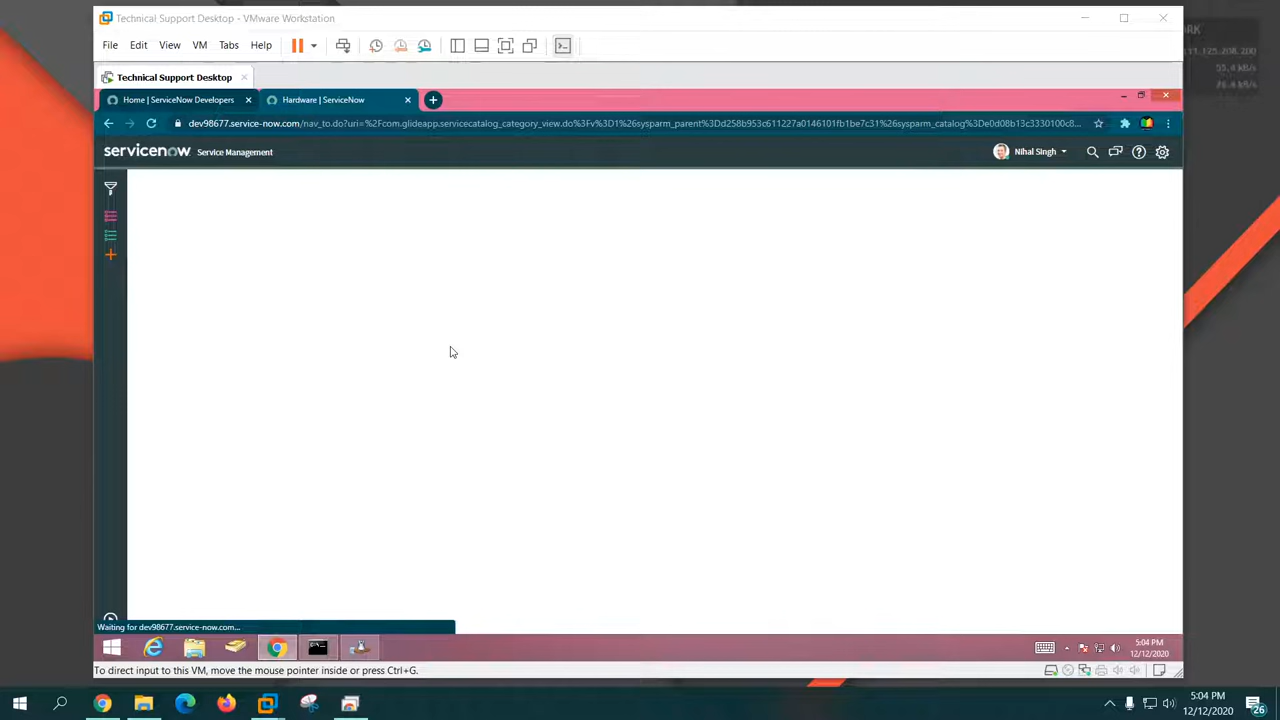 Technical Support Desktop - VMware Workstation
File Edit View VM Tabs Help
Technical Support Desktop
Home | ServiceNow Developers Hardware | ServiceNow
dev98677.service-now.com/nav_to.do?uri=%2Fcom.glideapp.servicecatalog_category_view.do%3Fv%3D1%26sysparm_parent%3Dd258b953c611227a0146101fb1be7c31%26sysparm_catalog%3De0d08b13c3330100c8...
servicenow Service Management Nihal Singh
Waiting for dev98677.service-now.com...
5:04 PM
12/12/2020
To direct input to this VM, move the mouse pointer inside or press Ctrl+G.
5:04 PM
12/12/2020
26